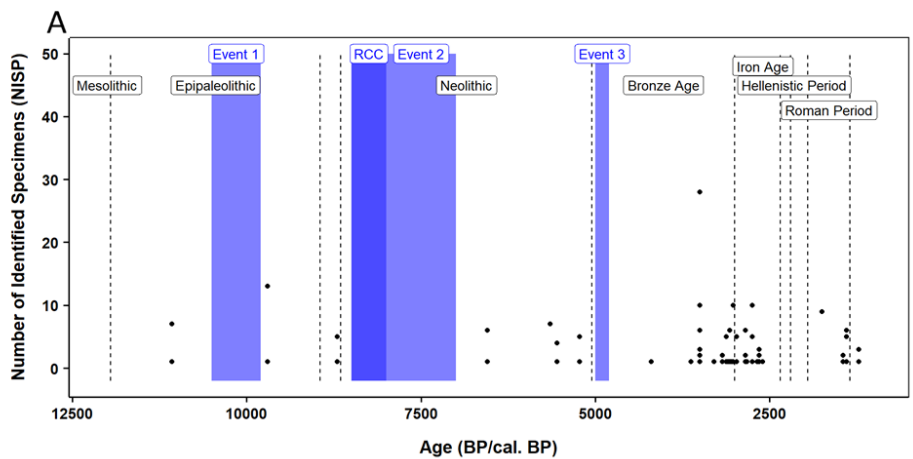 A
Number of Identified Specimens (NISP)
50
40
30
20
10
0
Event 1
RCC
Event 2
Event 3
Iron Age
Mesolithic
Epipaleolithic
Neolithic
Bronze Age
Hellenistic Period
Roman Period
12500
10000
7500
5000
2500
Age (BP/cal. BP)